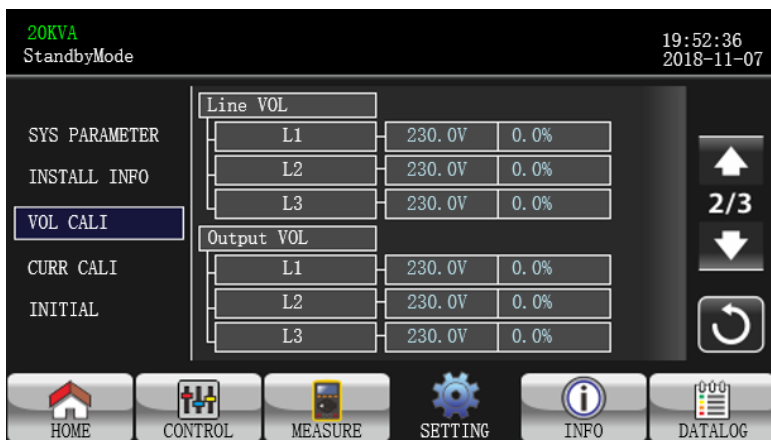 20KVA
StandbyMode
19:52:36
2018-11-07
SYS PARAMETER
INSTALL INFO
VOL CALI
CURR CALI
INITIAL
Line VOL
L1 230.0V 0.0%
L2 230.0V 0.0%
L3 230.0V 0.0%
Output VOL
L1 230.0V 0.0%
L2 230.0V 0.0%
L3 230.0V 0.0%
2/3
HOME CONTROL MEASURE SETTING INFO DATALOG